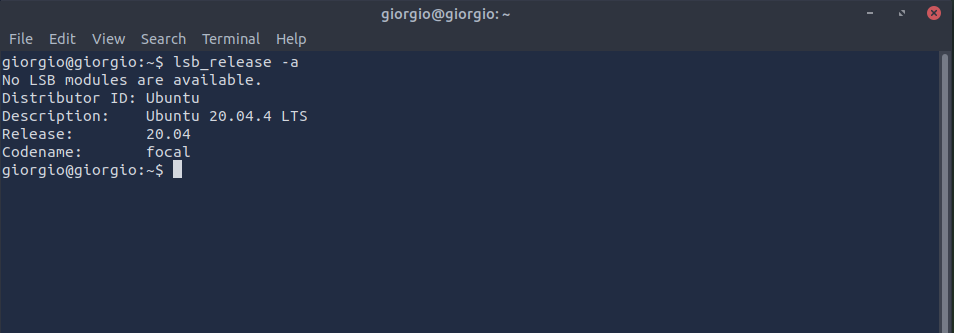 giorgio@giorgio: ~
File Edit View Search Terminal Help
giorgio@giorgio:~$ lsb_release -a
No LSB modules are available.
Distributor ID: Ubuntu
Description:    Ubuntu 20.04.4 LTS
Release:        20.04
Codename:       focal
giorgio@giorgio:~$